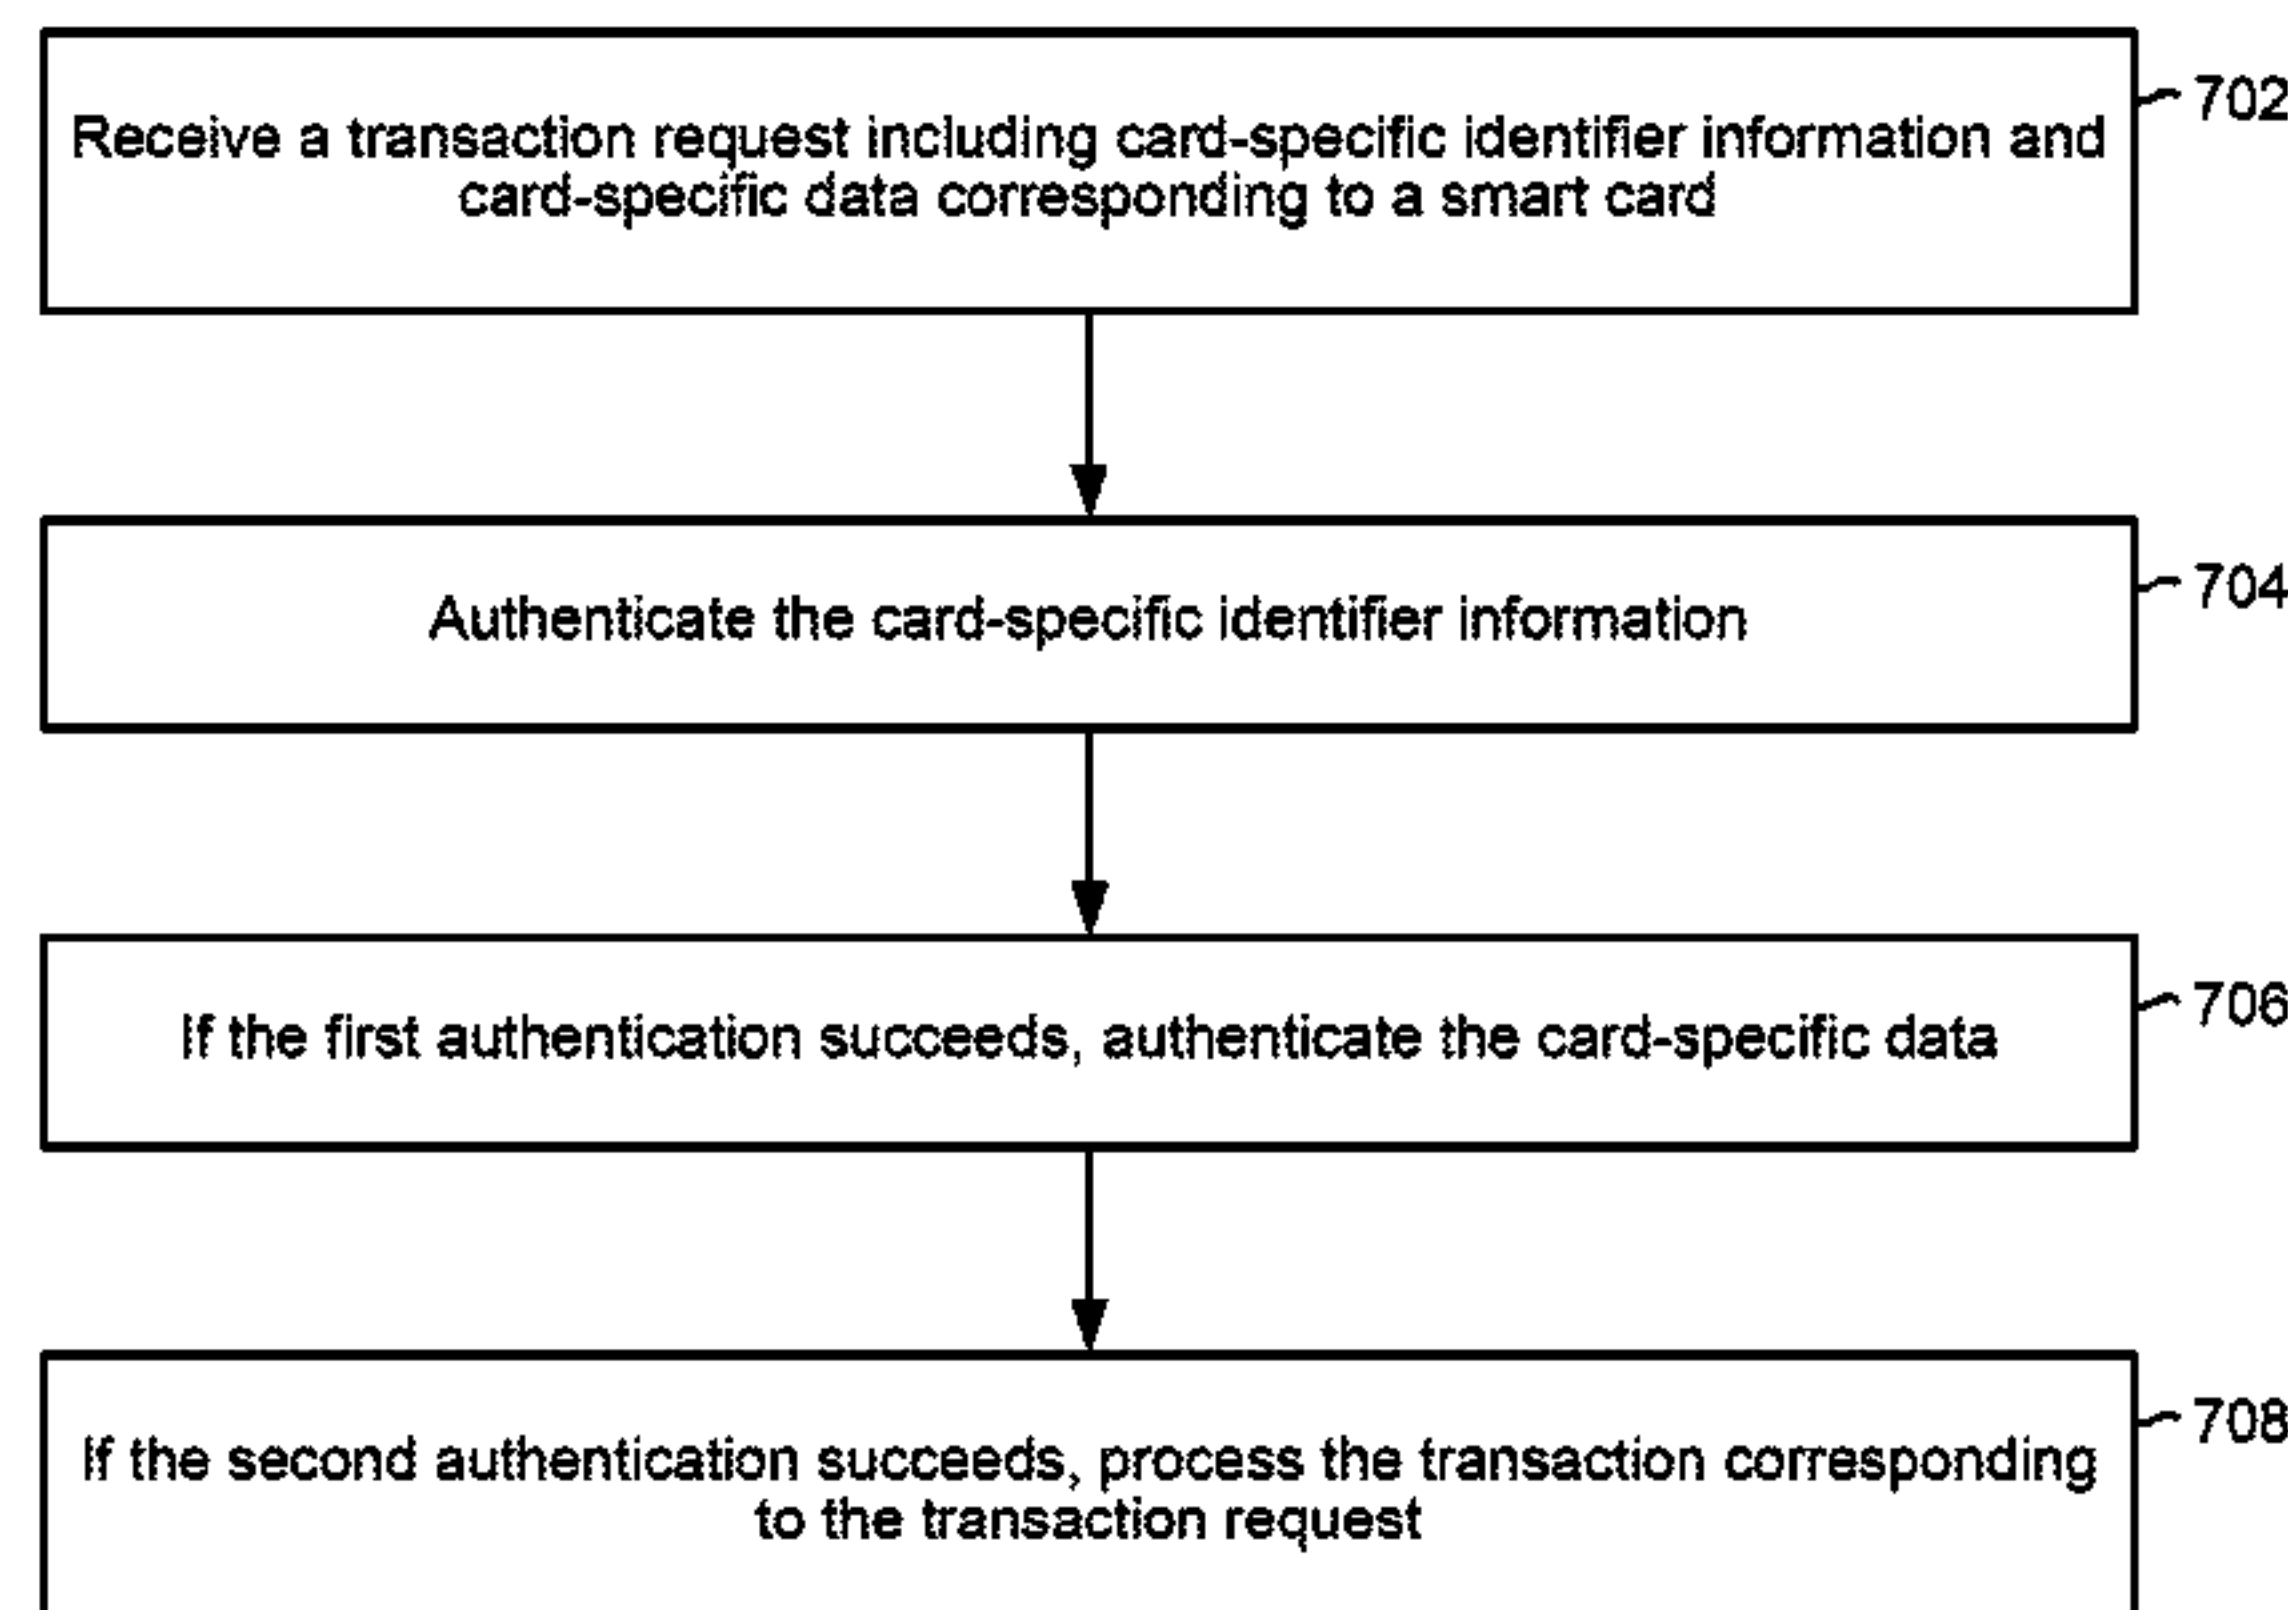 Receive a transaction request including card-specific identifier information and
card-specific data corresponding to a smart card
702
Authenticate the card-specific identifier information
704
If the first authentication succeeds, authenticate the card-specific data
706
If the second authentication succeeds, process the transaction corresponding
to the transaction request
708